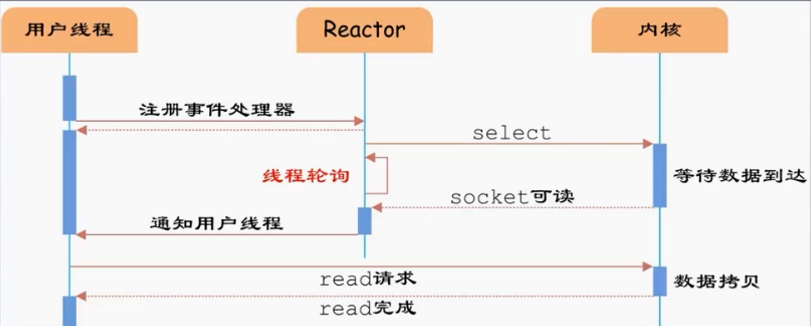 用户线程
Reactor
内核
注册事件处理器
select
线程轮询
等待数据到达
socket可读
通知用户线程
read请求
数据拷贝
read完成